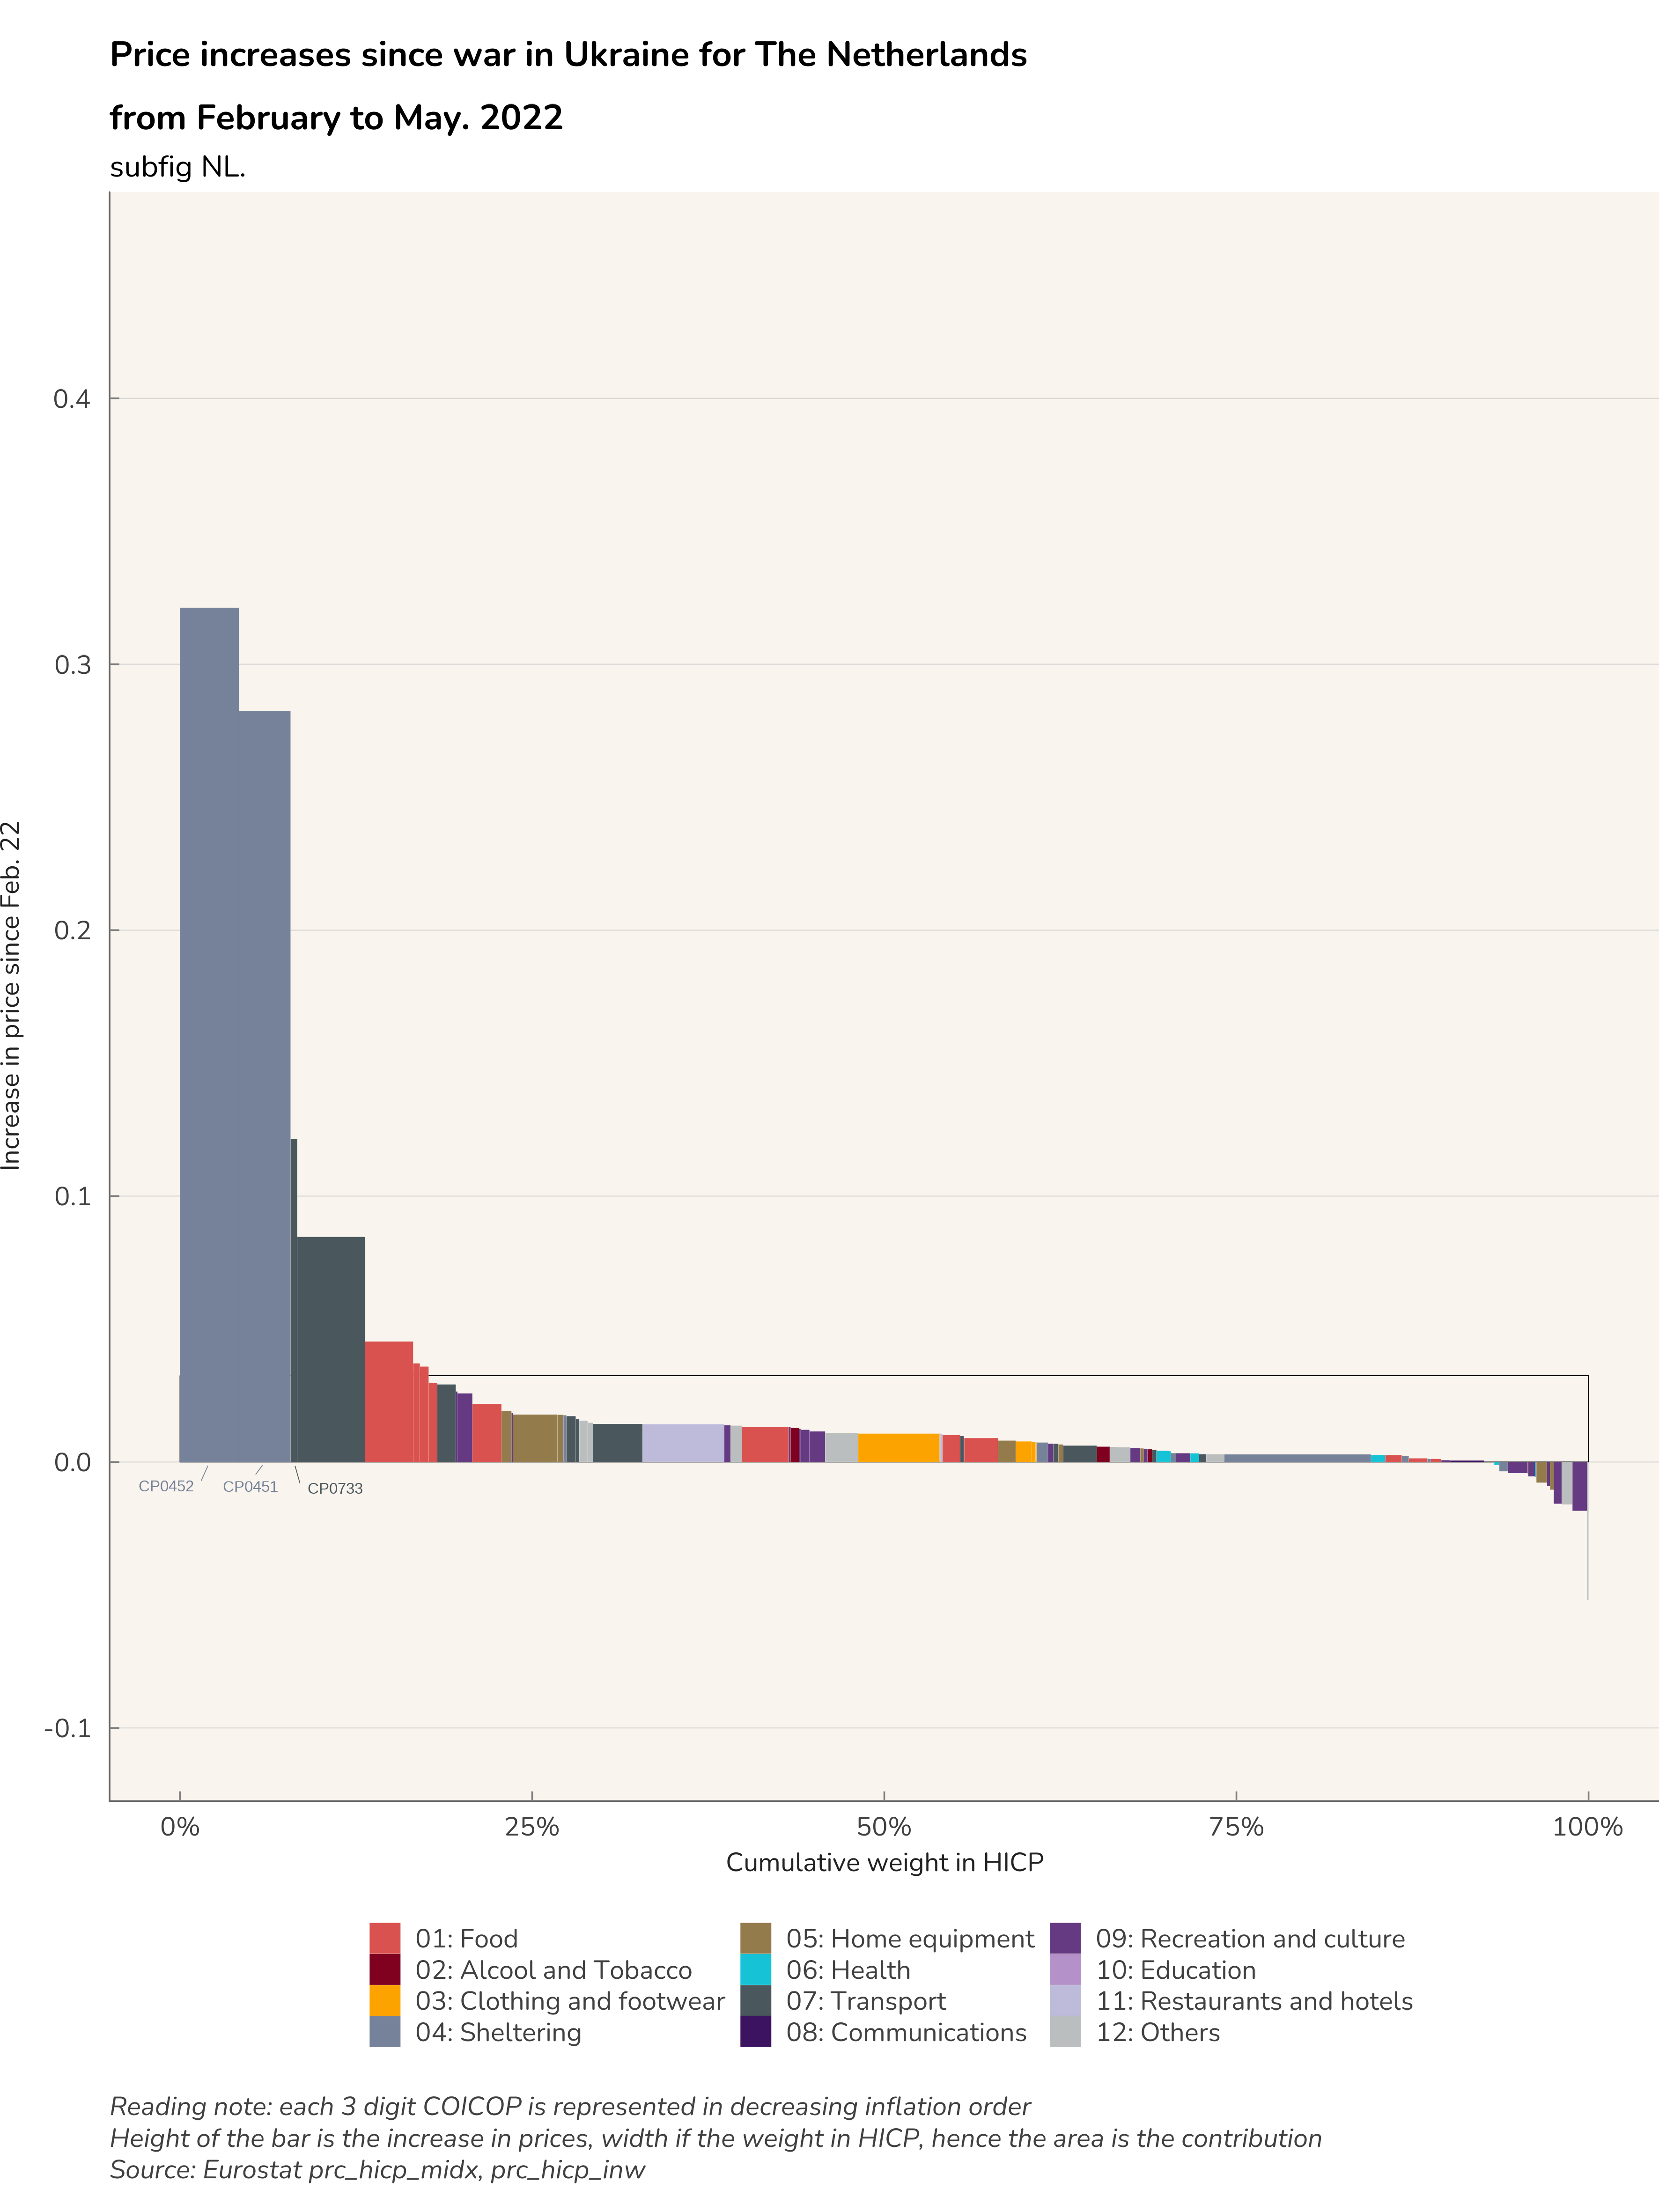 Price increases since war in Ukraine for The Netherlands
from February to May. 2022
subfig NL.
Increase in price since Feb. 22
0.4
0.3
0.2
0.1
0.0
-0.1
CP0452
CP0451
CP0733
0%
25%
50%
75%
100%
Cumulative weight in HICP
01: Food
02: Alcool and Tobacco
03: Clothing and footwear
04: Sheltering
05: Home equipment
06: Health
07: Transport
08: Communications
09: Recreation and culture
10: Education
11: Restaurants and hotels
12: Others
Reading note: each 3 digit COICOP is represented in decreasing inflation order
Height of the bar is the increase in prices, width if the weight in HICP, hence the area is the contribution
Source: Eurostat prc_hicp_midx, prc_hicp_inw